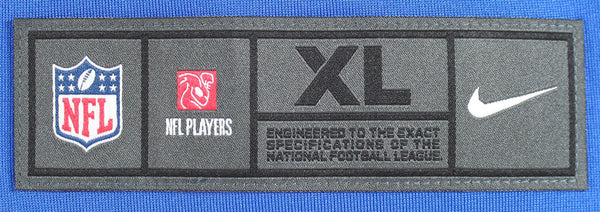 NFL
NFL PLAYERS
XL
ENGINEERED TO THE EXACT
SPECIFICATIONS OF THE
NATIONAL FOOTBALL LEAGUE.